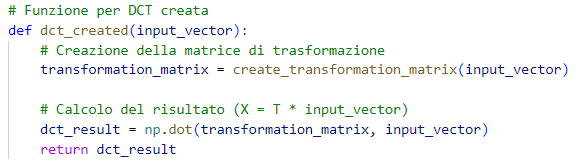 # Funzione per DCT creata
def dct_created(input_vector):
    # Creazione della matrice di trasformazione
    transformation_matrix = create_transformation_matrix(input_vector)

    # Calcolo del risultato (X = T * input_vector)
    dct_result = np.dot(transformation_matrix, input_vector)
    return dct_result